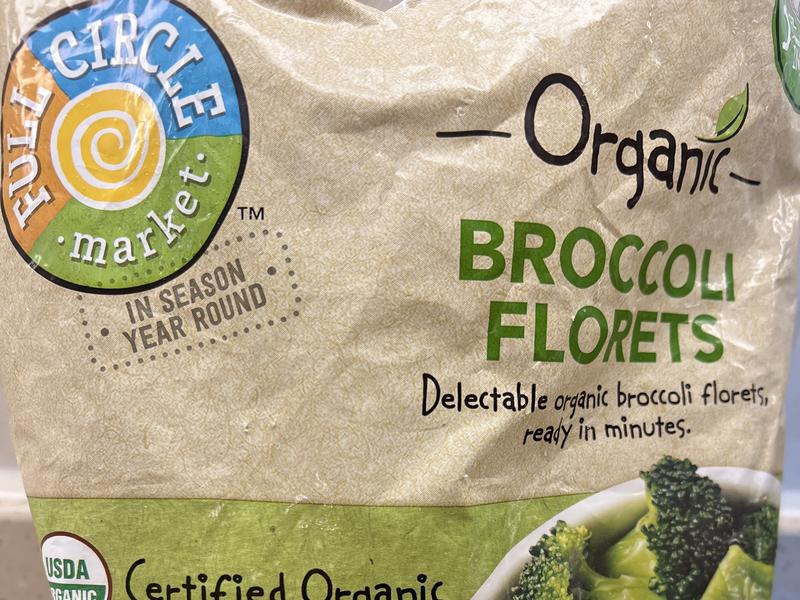 FULL CIRCLE
market.
TM
IN SEASON
YEAR ROUND
Organic
BROCCOLI
FLORETS
Delectable organic broccoli florets,
ready in minutes.
USDA
ORGANIC
Certified Organic